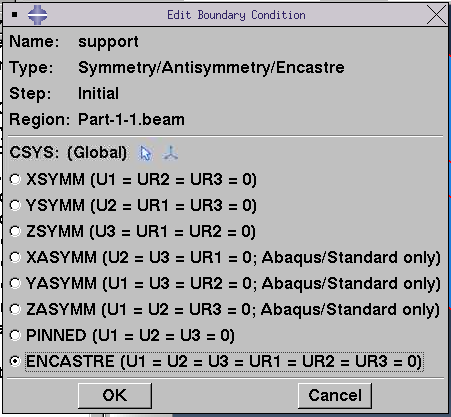 Edit Boundary Condition
Name: support
Type: Symmetry/Antisymmetry/Encastre
Step: Initial
Region: Part-1-1.beam
CSYS: (Global)
XSYMM (U1 = UR2 = UR3 = 0)
YSYMM (U2 = UR1 = UR3 = 0)
ZSYMM (U3 = UR1 = UR2 = 0)
XASYMM (U2 = U3 = UR1 = 0; Abaqus/Standard only)
YASYMM (U1 = U3 = UR2 = 0; Abaqus/Standard only)
ZASYMM (U1 = U2 = UR3 = 0; Abaqus/Standard only)
PINNED (U1 = U2 = U3 = 0)
ENCASTRE (U1 = U2 = U3 = UR1 = UR2 = UR3 = 0)
OK Cancel